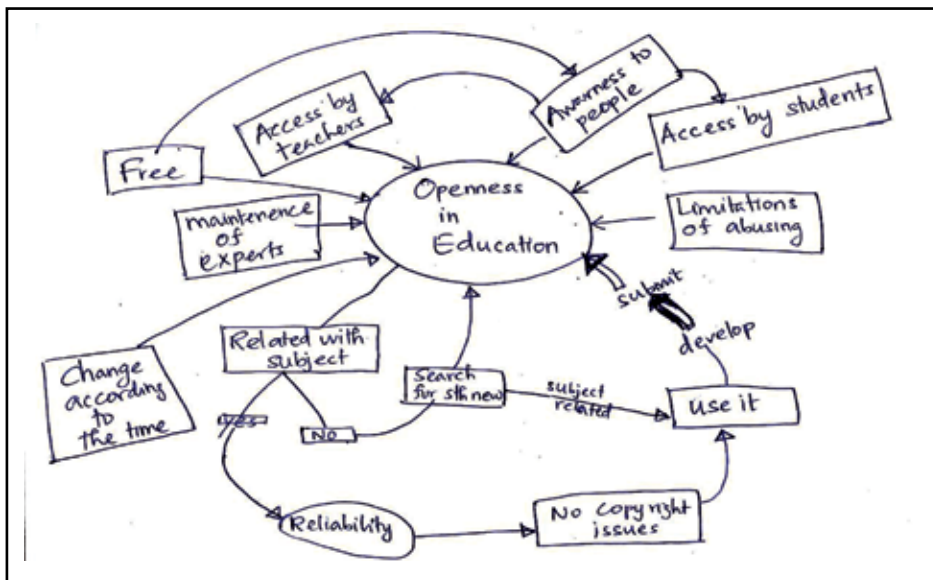 Awarness to
people
Access by
teachers
Access by students
Free
Openness
in
Education
maintenence
of
experts
Limitations
of abusing
submit
develop
Related with
subject
Change
according
to
the time
Search
for sth new
subject
related
use it
Yes
No
Reliability
No copyright
issues